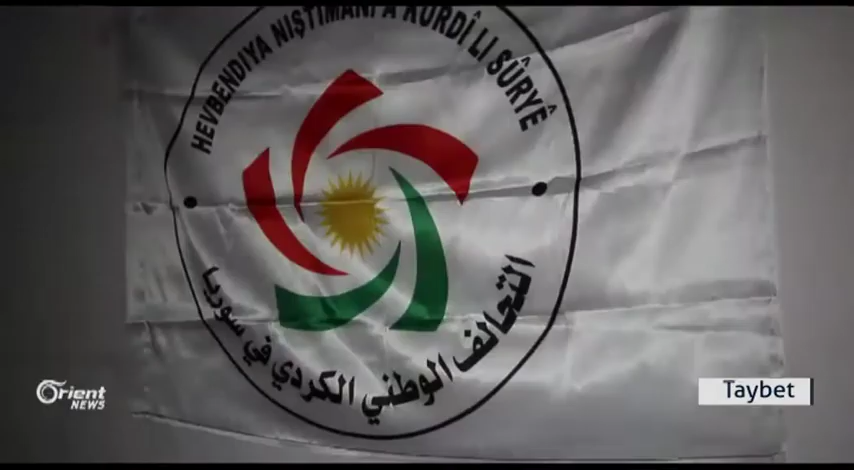 HEVBENDIYA NIŞTIMANÎ A KURDÎ LI SÛRYÊ
التحالف الوطني الكردي في سوريا
Orient
NEWS
Taybet